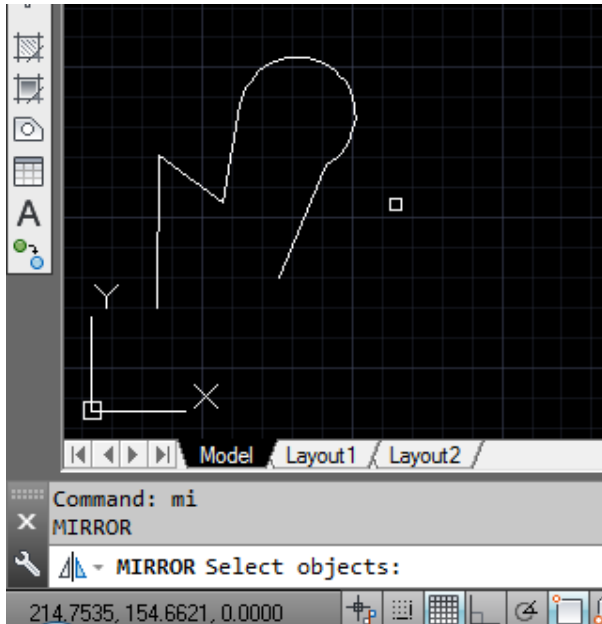 A
Y
X
Model Layout1 Layout2
Command: mi
MIRROR
MIRROR Select objects:
214.7535, 154.6621, 0.0000